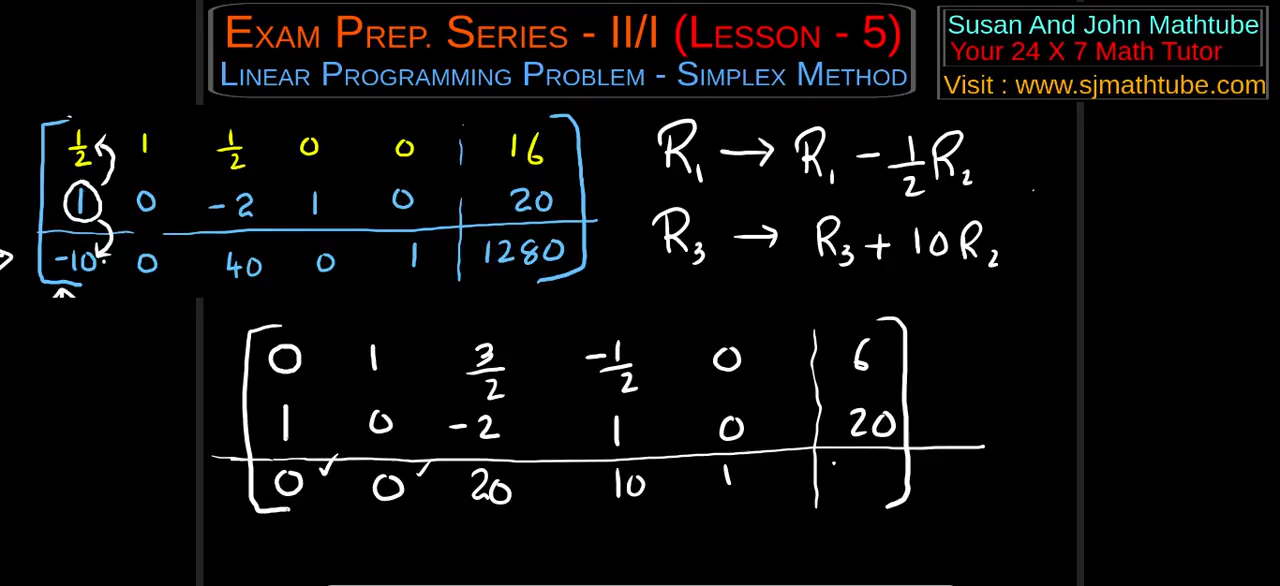 EXAM PREP. SERIES - II/I (LESSON - 5)
LINEAR PROGRAMMING PROBLEM - SIMPLEX METHOD
Susan And John Mathtube
Your 24 X 7 Math Tutor
Visit : www.sjmathtube.com
1/2 1 1/2 0 0 | 16
1 0 -2 1 0 | 20
-10 0 40 0 1 | 1280
R₁ → R₁ - 1/2 R₂
R₃ → R₃ + 10R₂
0 1 3/2 -1/2 0 | 6
1 0 -2 1 0 | 20
0 ✓ 0 ✓ 20 10 1 |